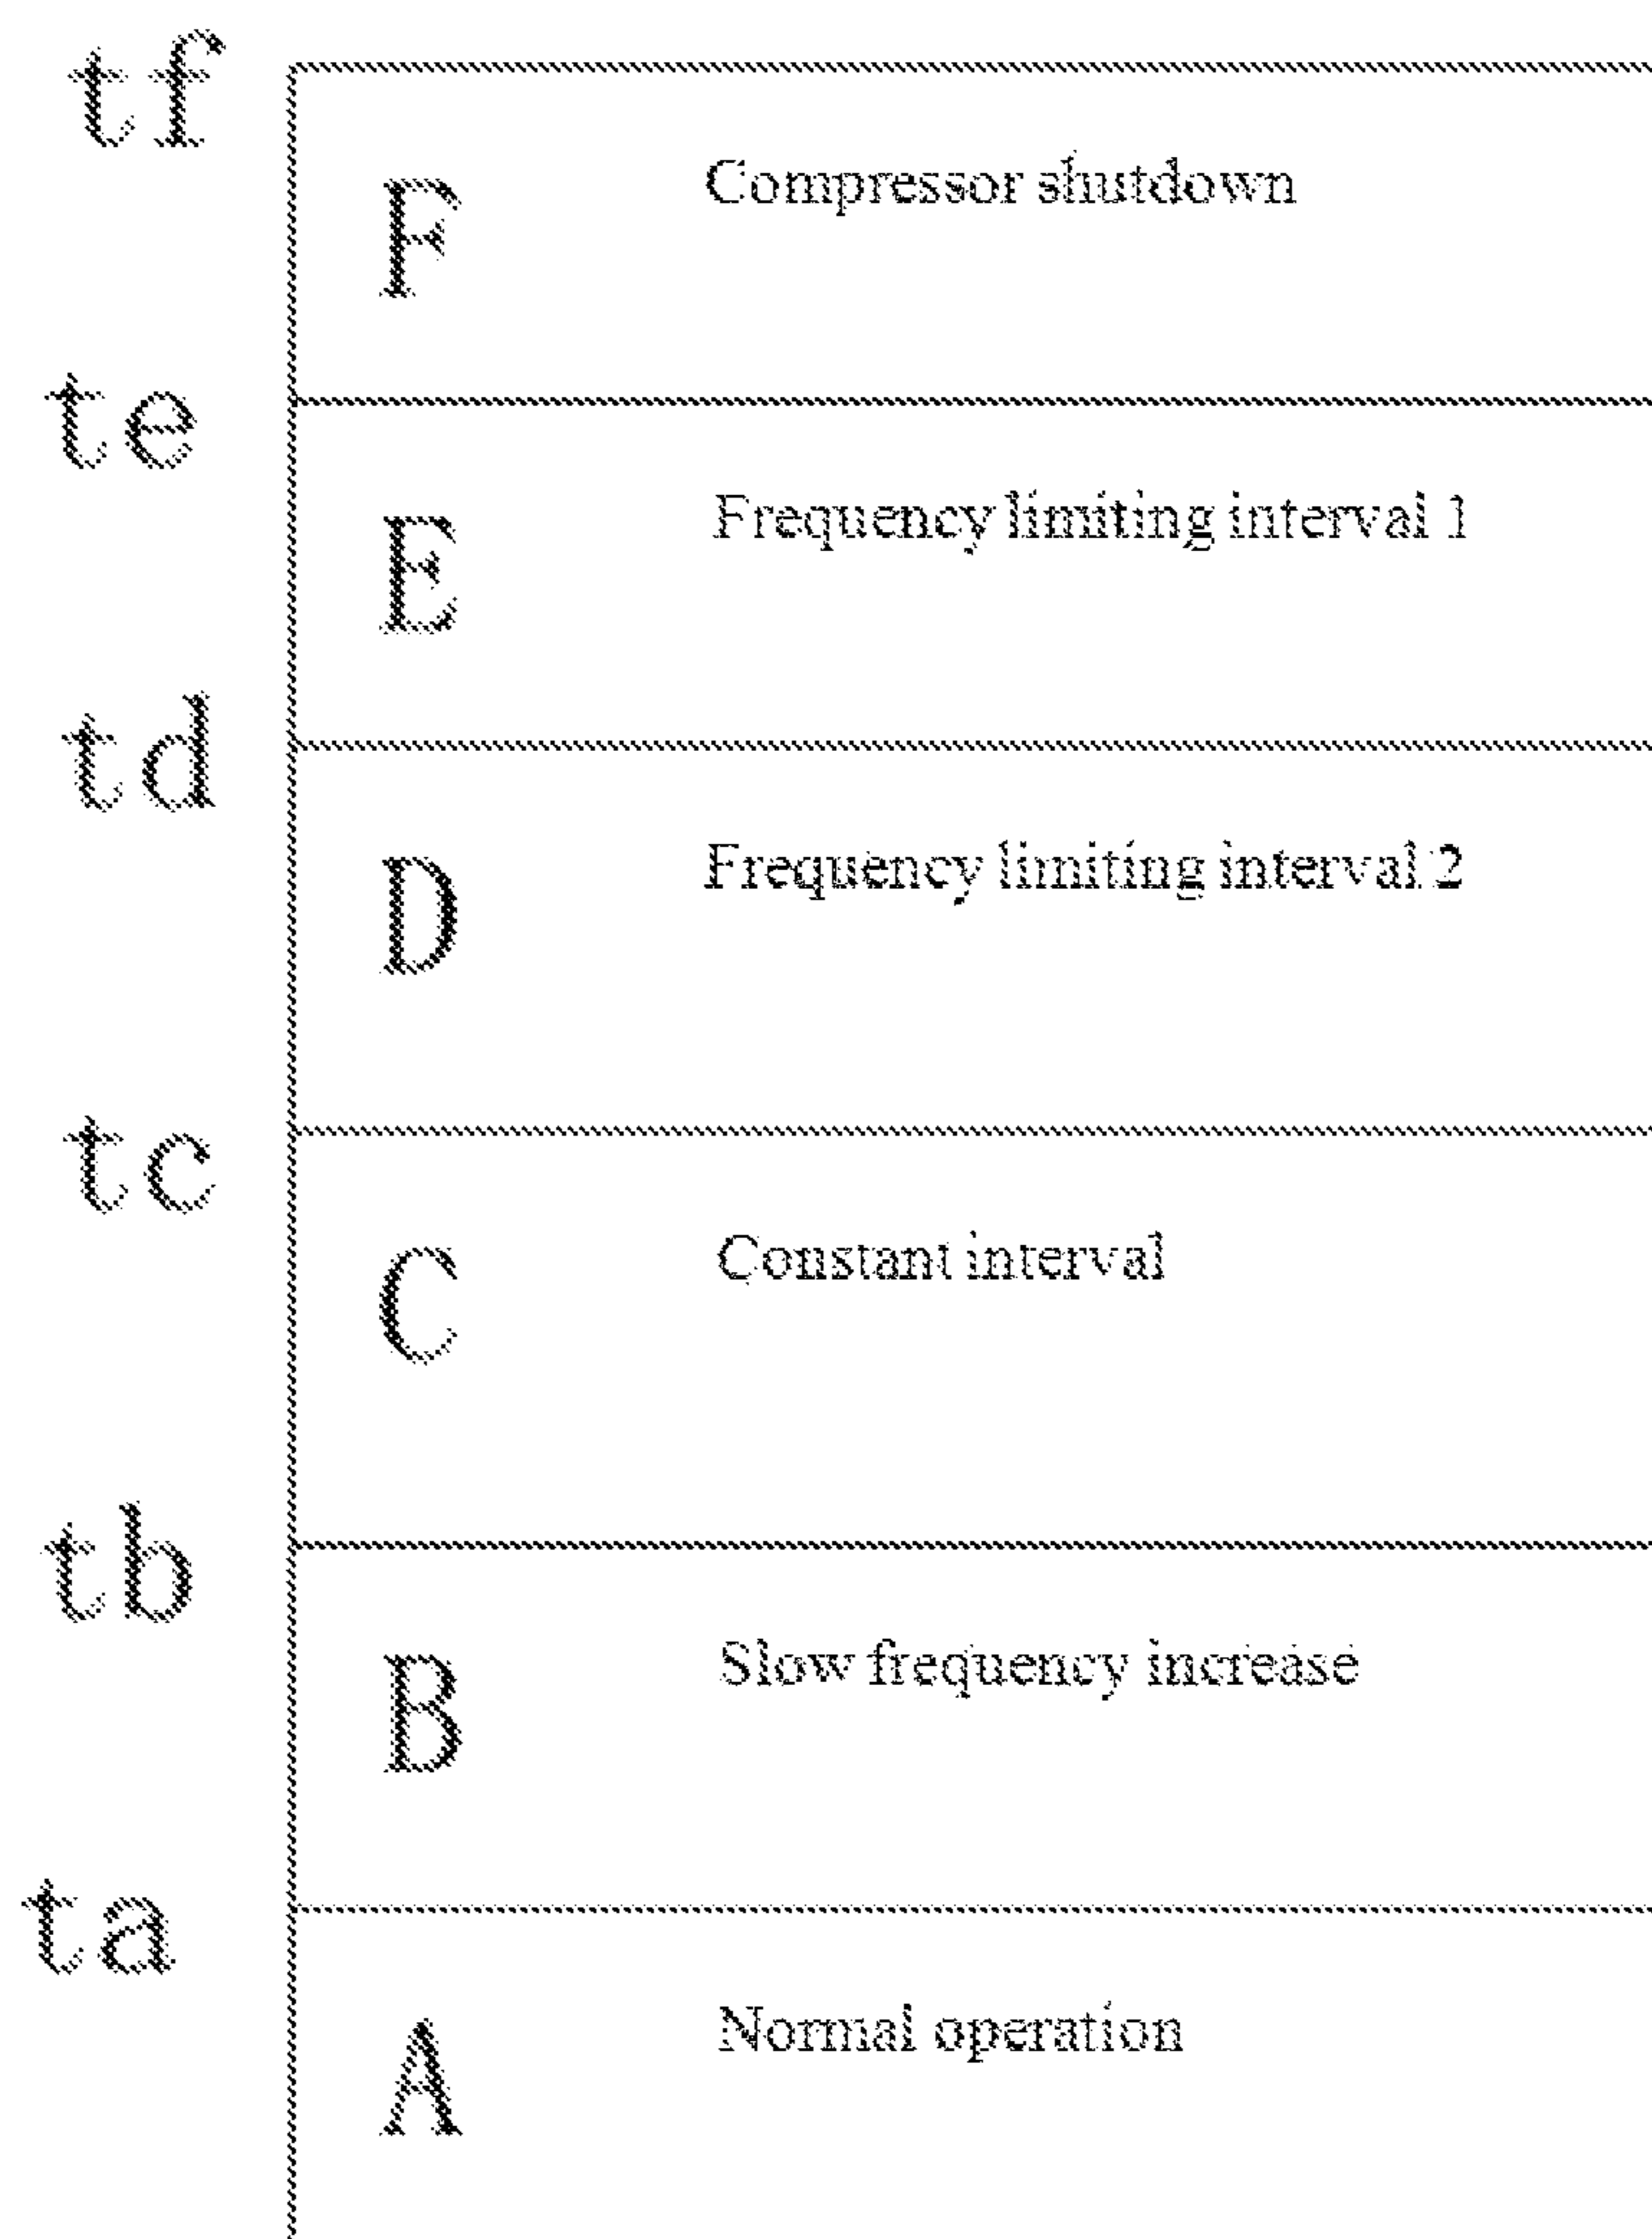 tf
F Compressor shutdown
te
E Frequency limiting interval 1
td
D Frequency limiting interval 2
tc
C Constant interval
tb
B Slow frequency increase
ta
A Normal operation